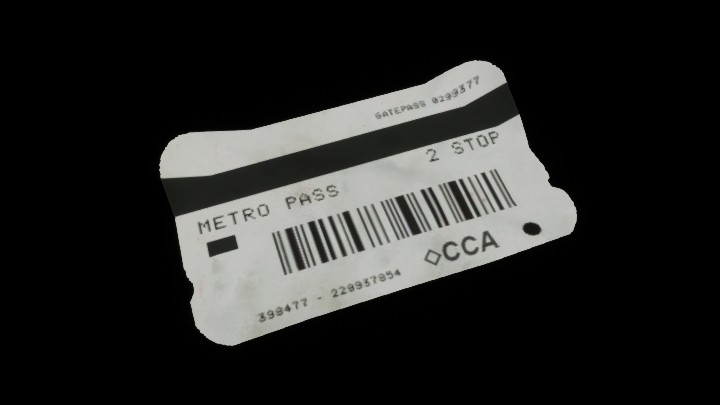 GATEPASS 0299377
2 STOP
METRO PASS
◇CCA
398477 - 229937854